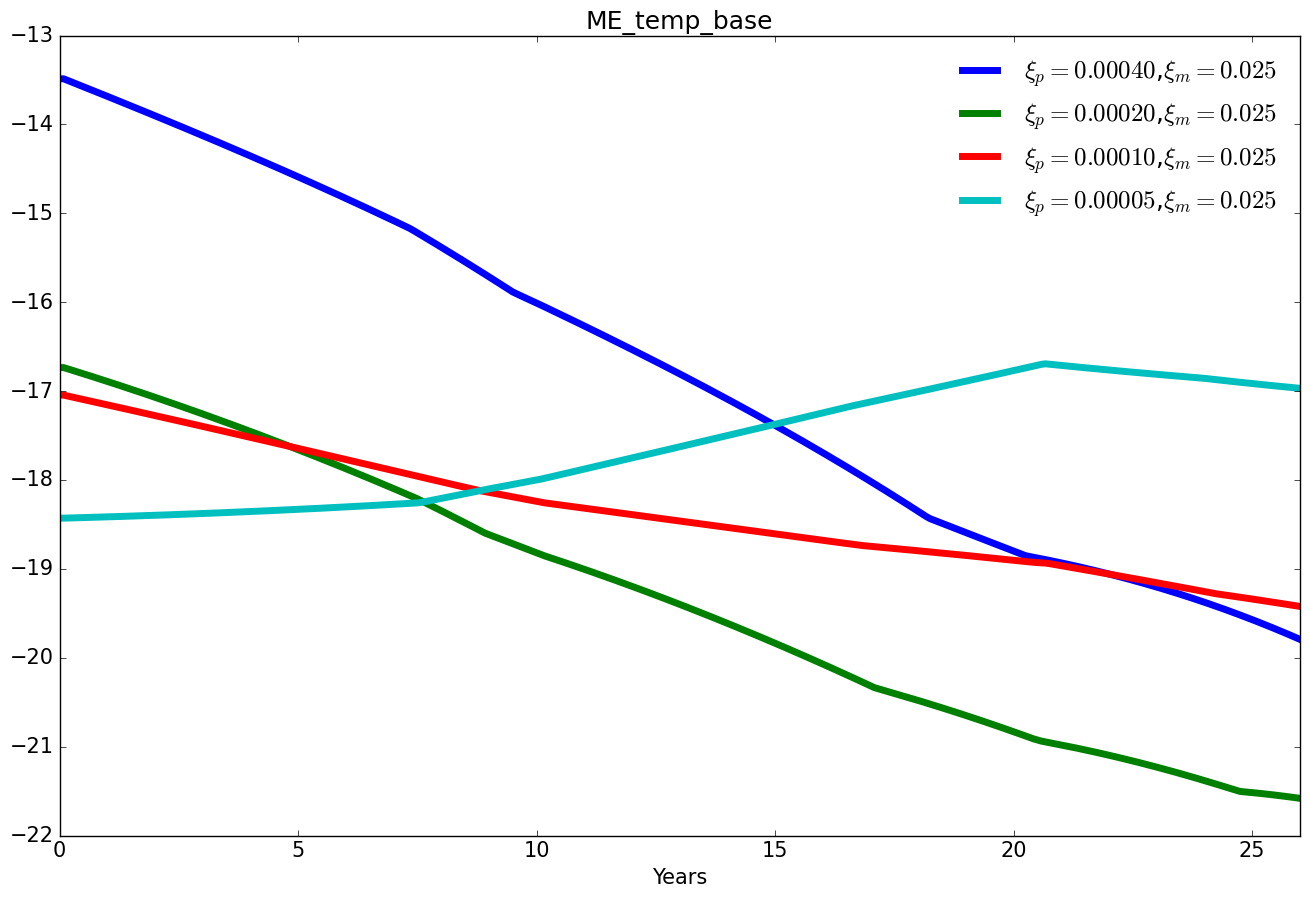 ME_temp_base
−13
−14
−15
−16
−17
−18
−19
−20
−21
−22
0 5 10 15 20 25
Years
ξp = 0.00040,ξm = 0.025
ξp = 0.00020,ξm = 0.025
ξp = 0.00010,ξm = 0.025
ξp = 0.00005,ξm = 0.025